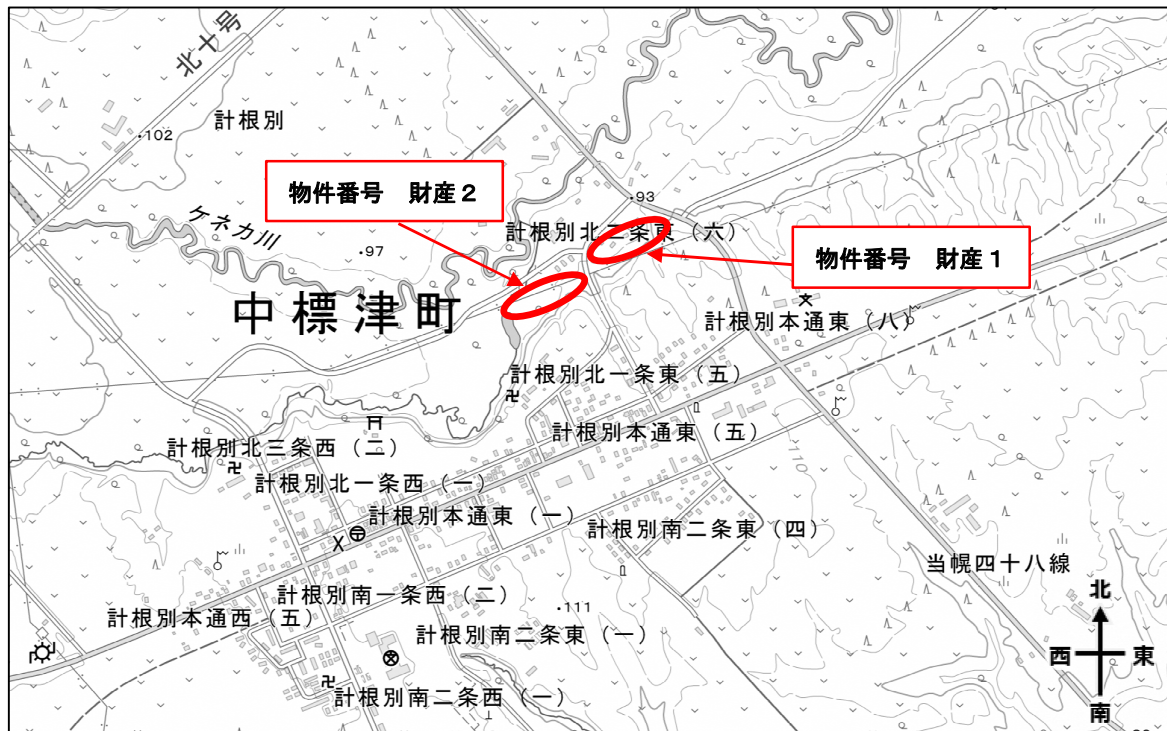 北十号
計根別
・102
物件番号　財産２
・93
ケネカ川
計根別北二条東（六）
・97
物件番号　財産１
中標津町
計根別本通東（八）
計根別北一条東（五）
計根別本通東（五）
計根別北三条西（二）
110
計根別北一条西（一）
計根別本通東（一）
計根別南二条東（四）
当幌四十八線
計根別南一条西（二）
・111
北
計根別本通西（五）
計根別南二条東（一）
西
東
計根別南二条西（一）
南